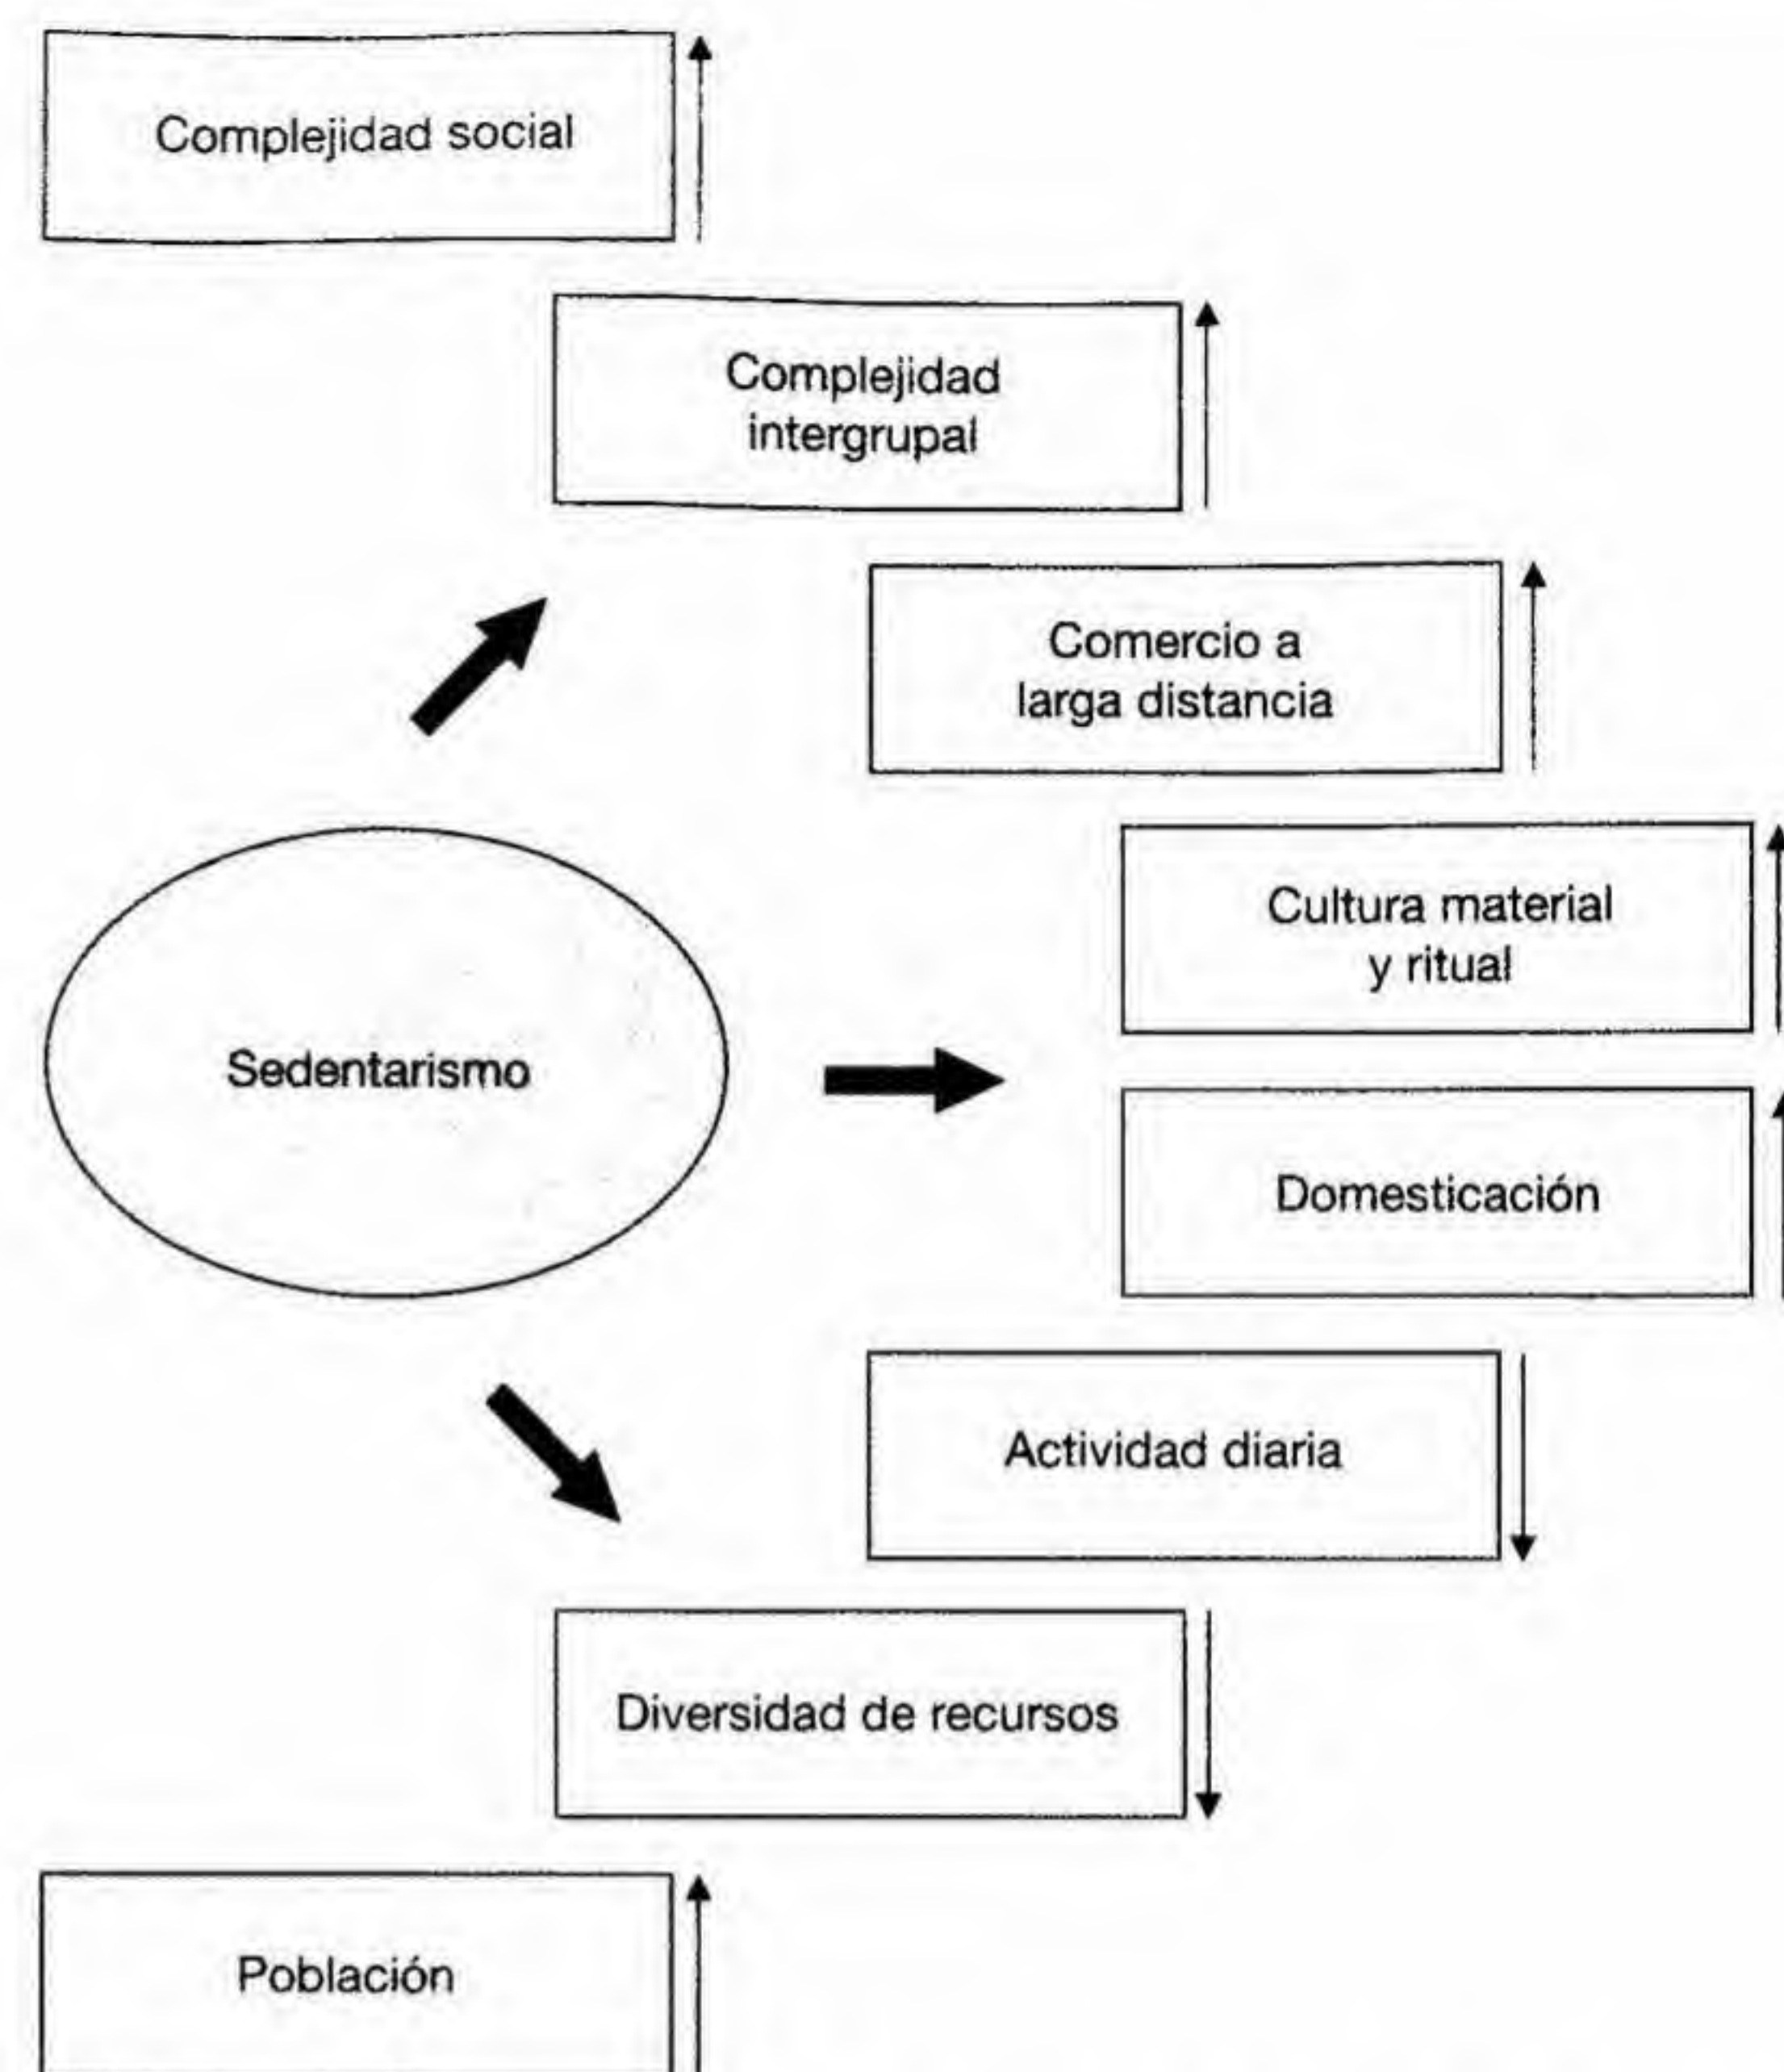 Complejidad social
Complejidad
intergrupal
Comercio a
larga distancia
Cultura material
y ritual
Sedentarismo
Domesticación
Actividad diaria
Diversidad de recursos
Población